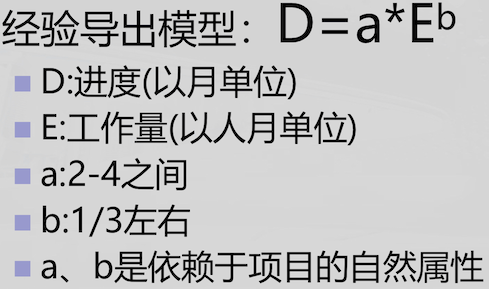 经验导出模型：D=a*Eᵇ
D:进度(以月单位)
E:工作量(以人月单位)
a:2-4之间
b:1/3左右
a、b是依赖于项目的自然属性